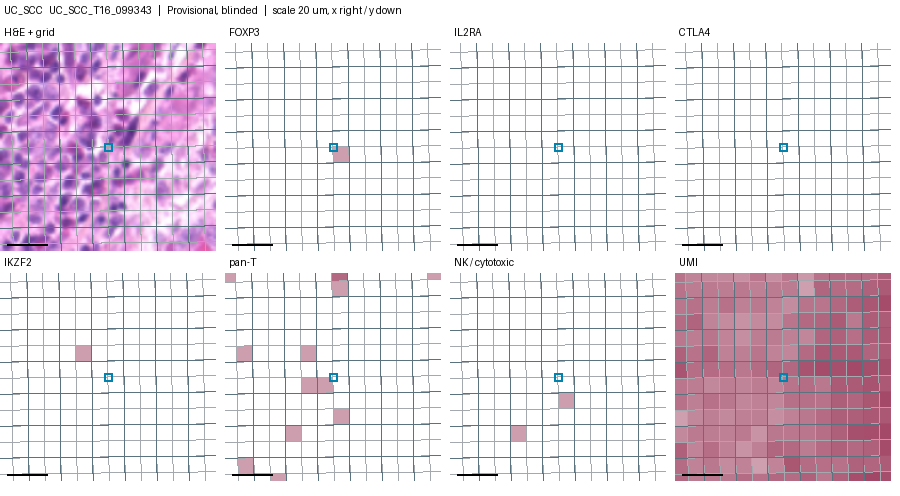 UC_SCC UC_SCC_T16_099343 | Provisional, blinded | scale 20 um, x right / y down
H&E + grid
FOXP3
IL2RA
CTLA4
IKZF2
pan-T
NK / cytotoxic
UMI